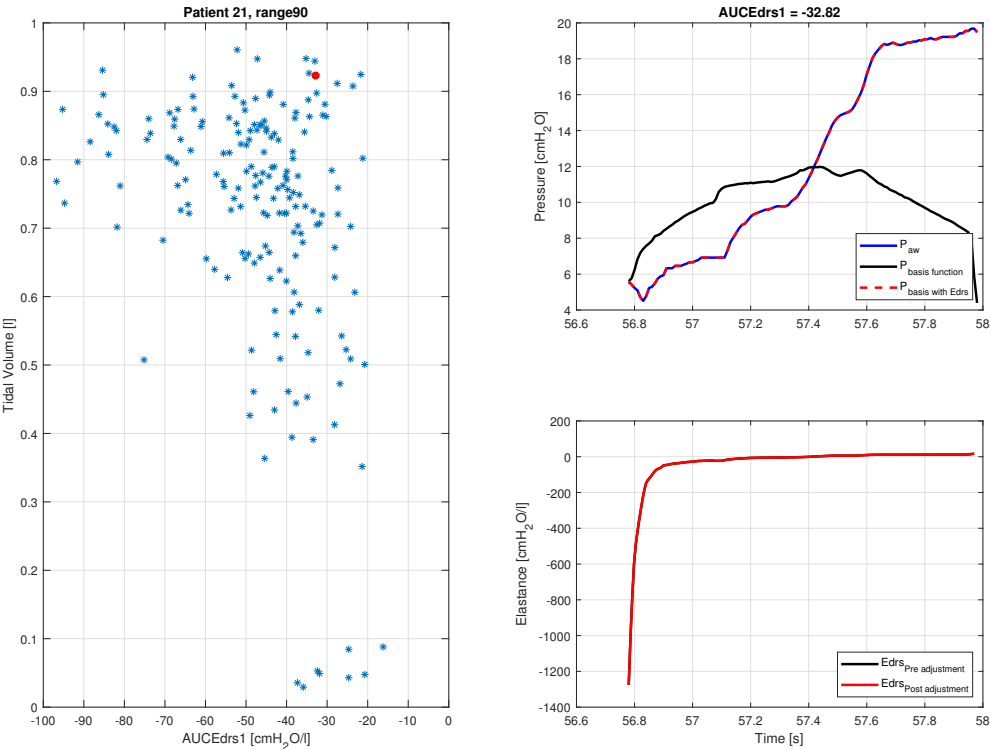 Patient 21, range90
1
0.9
0.8
0.7
0.6
0.5
0.4
0.3
0.2
0.1
0
Tidal Volume [l]
-100 -90 -80 -70 -60 -50 -40 -30 -20 -10 0
AUCEdrs1 [cmH2O/l]
AUCEdrs1 = -32.82
20
18
16
14
12
10
8
6
4
Pressure [cmH2O]
56.6 56.8 57 57.2 57.4 57.6 57.8 58
Paw
Pbasis function
Pbasis with Edrs
200
0
-200
-400
-600
-800
-1000
-1200
-1400
Elastance [cmH2O/l]
56.6 56.8 57 57.2 57.4 57.6 57.8 58
Time [s]
EdrsPre adjustment
EdrsPost adjustment